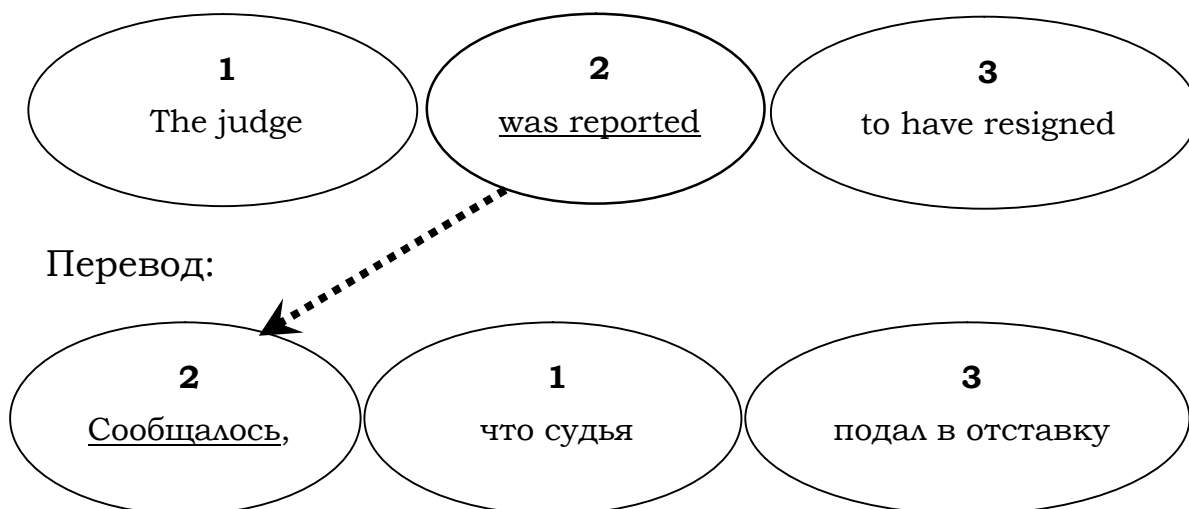 1 2 3
The judge was reported to have resigned
Перевод:
2 1 3
Сообщалось, что судья подал в отставку